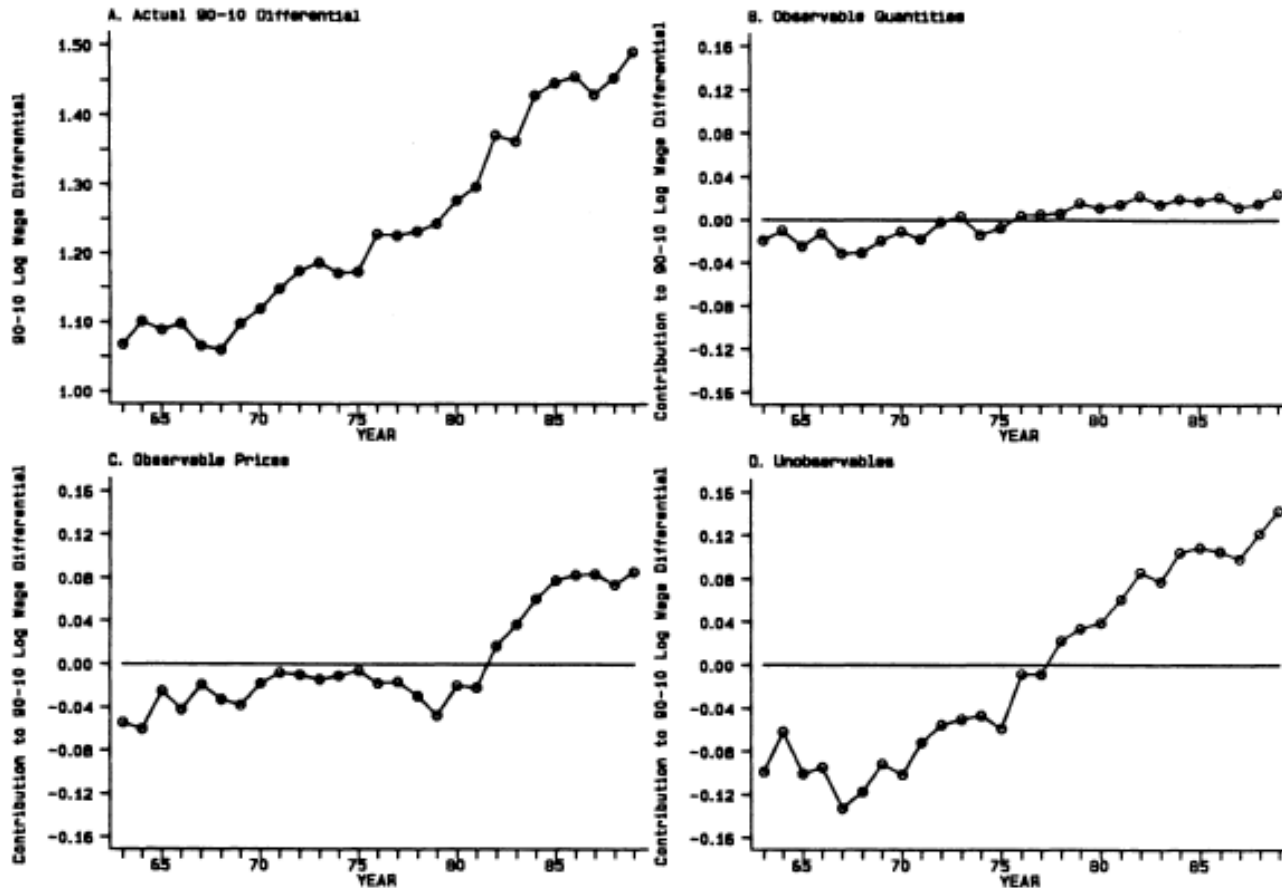 A. Actual 90-10 Differential
90-10 Log Wage Differential
1.50
1.40
1.30
1.20
1.10
1.00
65 70 75 80 85
YEAR
B. Observable Quantities
Contribution to 90-10 Log Wage Differential
0.16
0.12
0.08
0.04
0.00
-0.04
-0.08
-0.12
-0.16
65 70 75 80 85
YEAR
C. Observable Prices
Contribution to 90-10 Log Wage Differential
0.16
0.12
0.08
0.04
0.00
-0.04
-0.08
-0.12
-0.16
65 70 75 80 85
YEAR
D. Unobservables
Contribution to 90-10 Log Wage Differential
0.16
0.12
0.08
0.04
0.00
-0.04
-0.08
-0.12
-0.16
65 70 75 80 85
YEAR